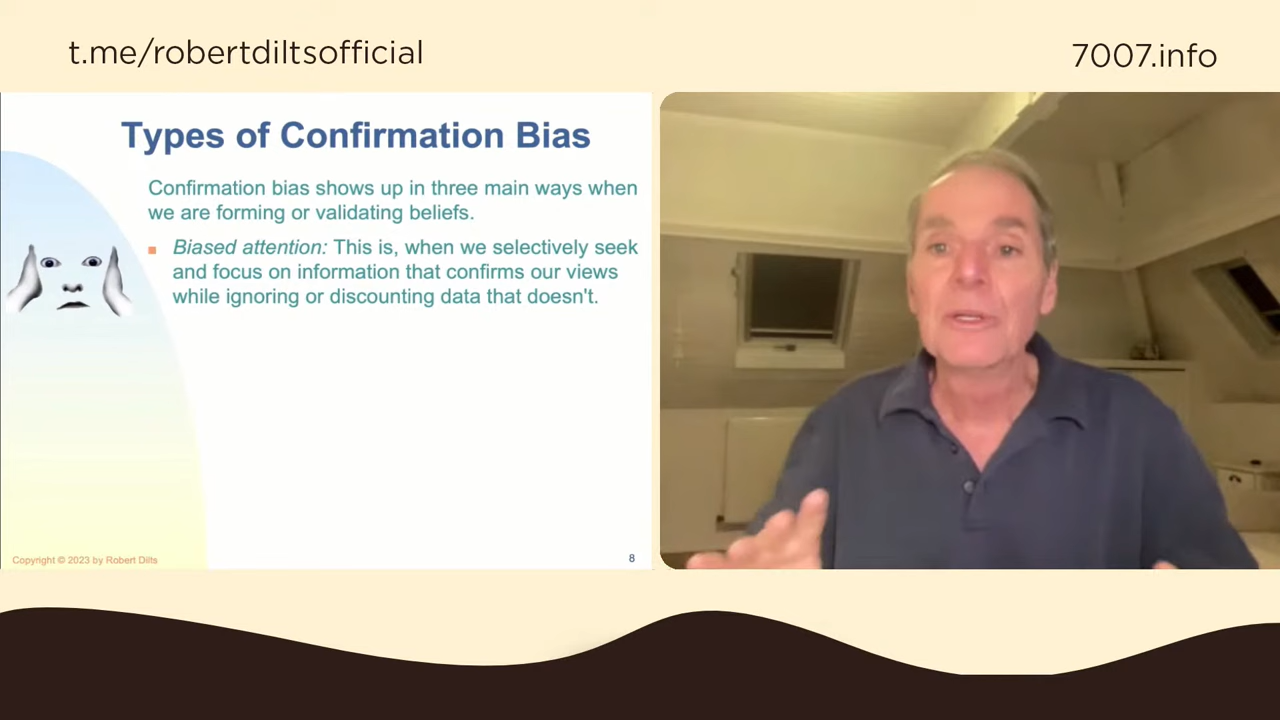 t.me/robertdiltsofficial
7007.info
Types of Confirmation Bias
Confirmation bias shows up in three main ways when
we are forming or validating beliefs.
Biased attention: This is, when we selectively seek
and focus on information that confirms our views
while ignoring or discounting data that doesn't.
Copyright © 2023 by Robert Dilts
8